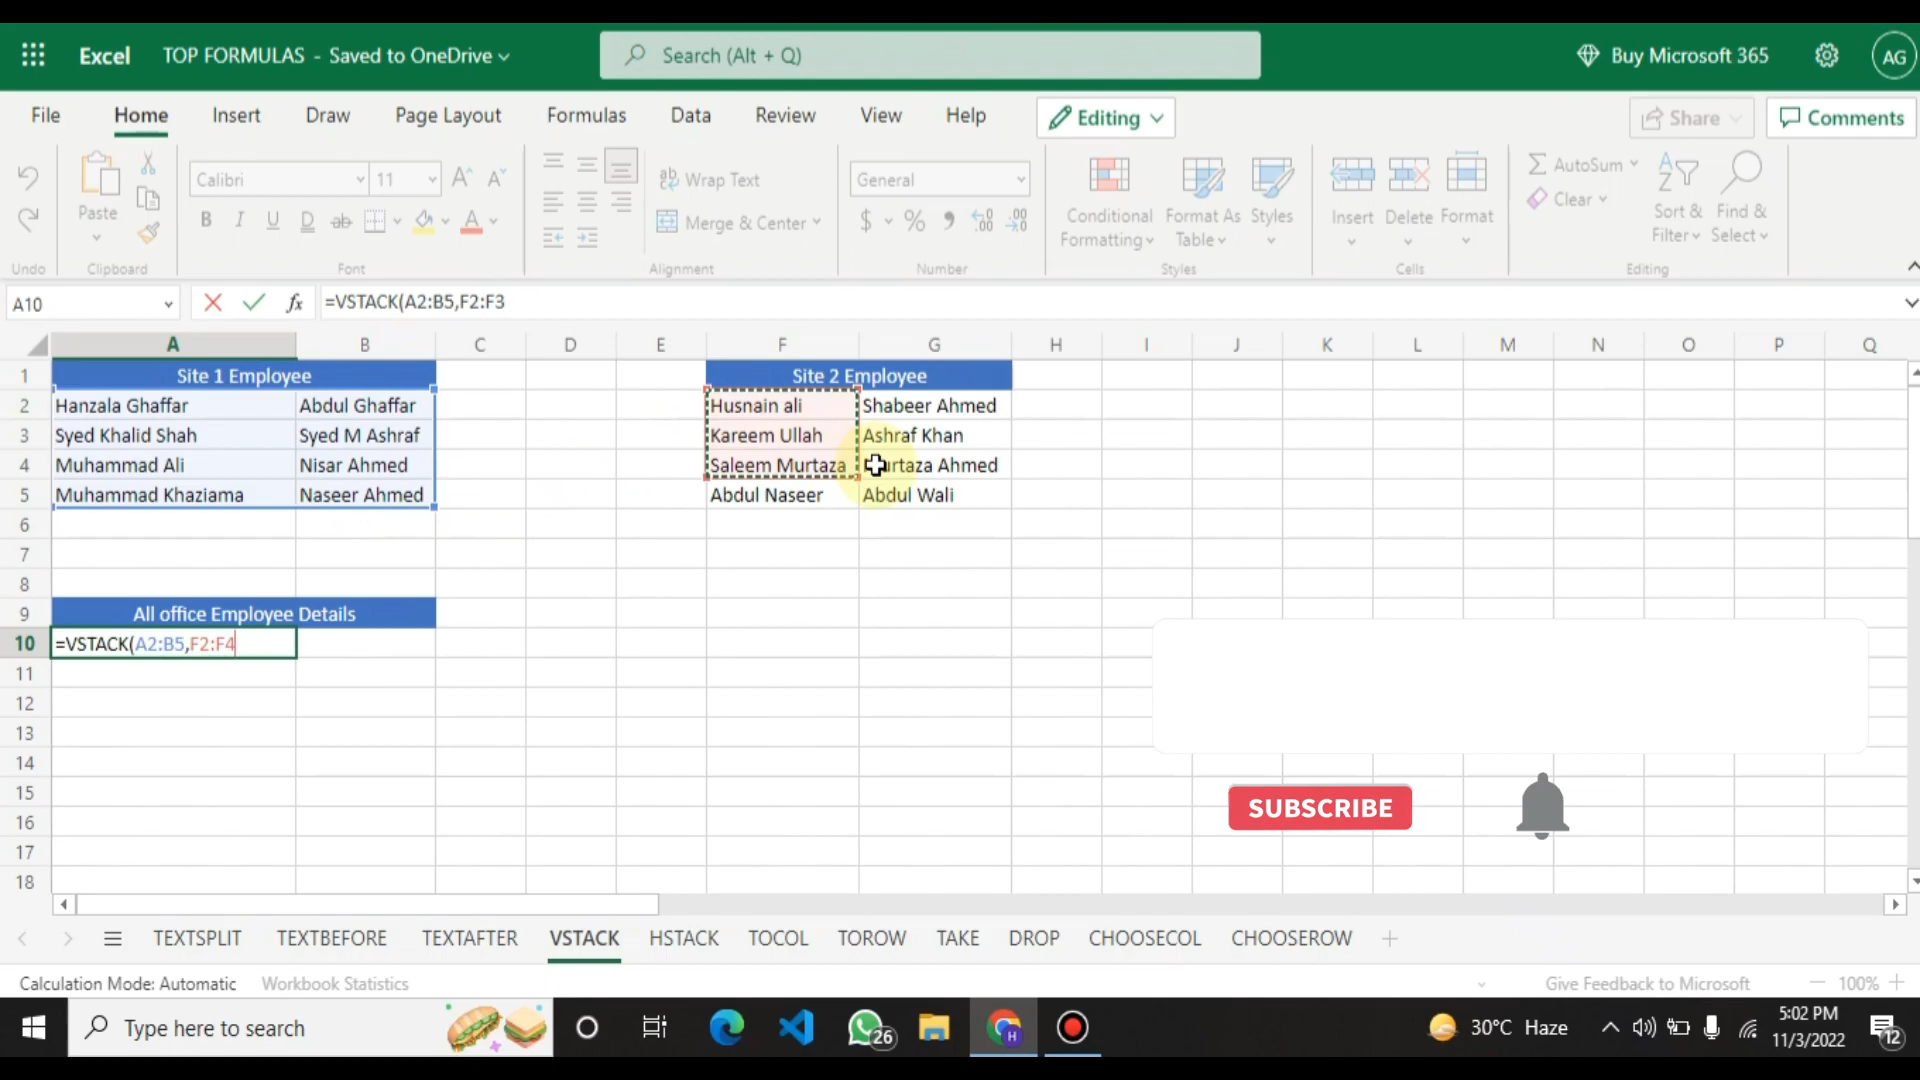 Excel TOP FORMULAS - Saved to OneDrive Search (Alt + Q) Buy Microsoft 365 AG
File Home Insert Draw Page Layout Formulas Data Review View Help Editing Share Comments
Calibri 11 Wrap Text General AutoSum
Paste B I U D ab A Merge & Center $ % Conditional Formatting Format As Table Styles Insert Delete Format Clear Sort & Filter Find & Select
Undo Clipboard Font Alignment Number Styles Cells Editing
A10 fx =VSTACK(A2:B5,F2:F3
A B C D E F G H I J K L M N O P Q
1 Site 1 Employee Site 2 Employee
2 Hanzala Ghaffar Abdul Ghaffar Husnain ali Shabeer Ahmed
3 Syed Khalid Shah Syed M Ashraf Kareem Ullah Ashraf Khan
4 Muhammad Ali Nisar Ahmed Saleem Murtaza Murtaza Ahmed
5 Muhammad Khaziama Naseer Ahmed Abdul Naseer Abdul Wali
6
7
8
9 All office Employee Details
10 =VSTACK(A2:B5,F2:F4
11
12
13
14
15
16
17
18
SUBSCRIBE
TEXTSPLIT TEXTBEFORE TEXTAFTER VSTACK HSTACK TOCOL TOROW TAKE DROP CHOOSECOL CHOOSEROW
Calculation Mode: Automatic Workbook Statistics Give Feedback to Microsoft 100%
Type here to search 26 H 30°C Haze 5:02 PM
11/3/2022 12